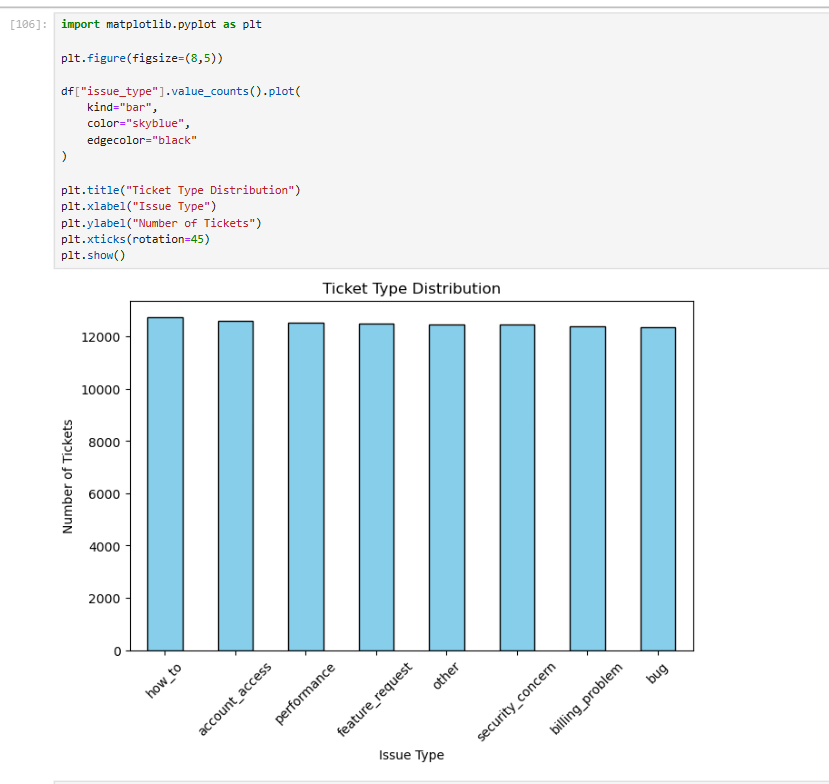 [106]: import matplotlib.pyplot as plt
plt.figure(figsize=(8,5))
df["issue_type"].value_counts().plot(
    kind="bar",
    color="skyblue",
    edgecolor="black"
)
plt.title("Ticket Type Distribution")
plt.xlabel("Issue Type")
plt.ylabel("Number of Tickets")
plt.xticks(rotation=45)
plt.show()
Ticket Type Distribution
Number of Tickets
12000
10000
8000
6000
4000
2000
0
how_to
account_access
performance
feature_request
other
security_concern
billing_problem
bug
Issue Type